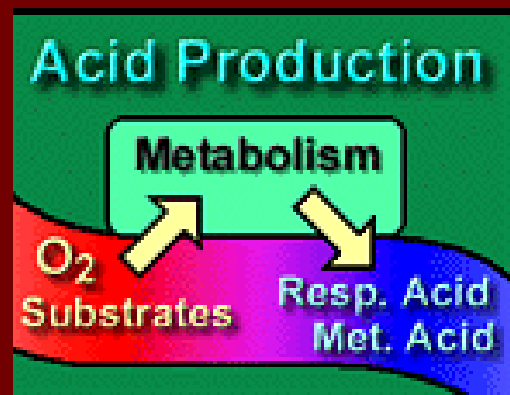 Acid Production
Metabolism
O₂
Substrates
Resp. Acid
Met. Acid